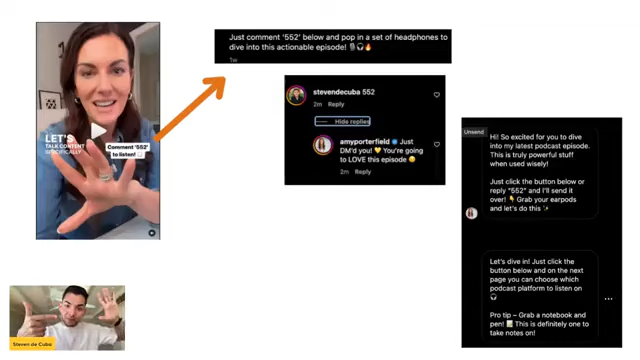 LET'S
TALK CONTENT
SPECIFICALLY
Comment '552'
to listen!
Just comment '552' below and pop in a set of headphones to
dive into this actionable episode! 🎙️🎧🔥
1w
stevendecuba 552
2m Reply
Hide replies
amyporterfield Just
DM'd you! 💛 You're going
to LOVE this episode 😊
2m Reply
Unsend
Hi! So excited for you to dive
into my latest podcast episode.
This is truly powerful stuff
when used wisely!
Just click the button below or
reply "552" and I'll send it
over! 👇 Grab your earpods
and let's do this ✨
Let's dive in! Just click the
button below and on the next
page you can choose which
podcast platform to listen on
🎧
Pro tip – Grab a notebook and
pen! 📝 This is definitely one to
take notes on!
Steven de Cuba